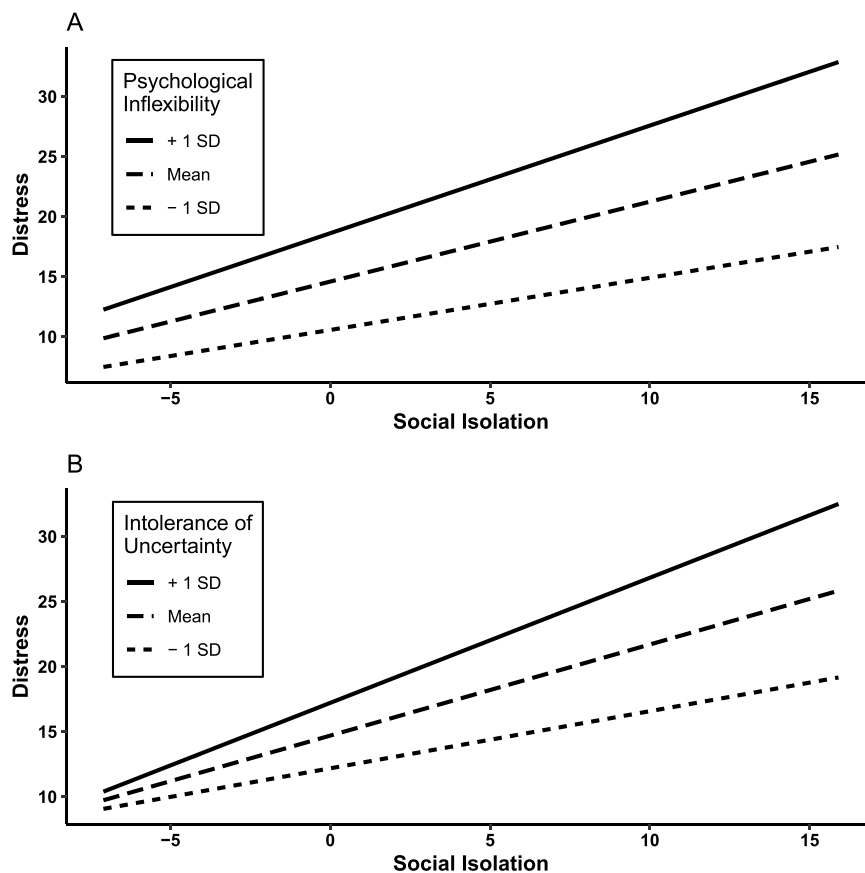 A
Psychological
Inflexibility
+ 1 SD
Mean
− 1 SD
Distress
30
25
20
15
10
−5 0 5 10 15
Social Isolation
B
Intolerance of
Uncertainty
+ 1 SD
Mean
− 1 SD
Distress
30
25
20
15
10
−5 0 5 10 15
Social Isolation